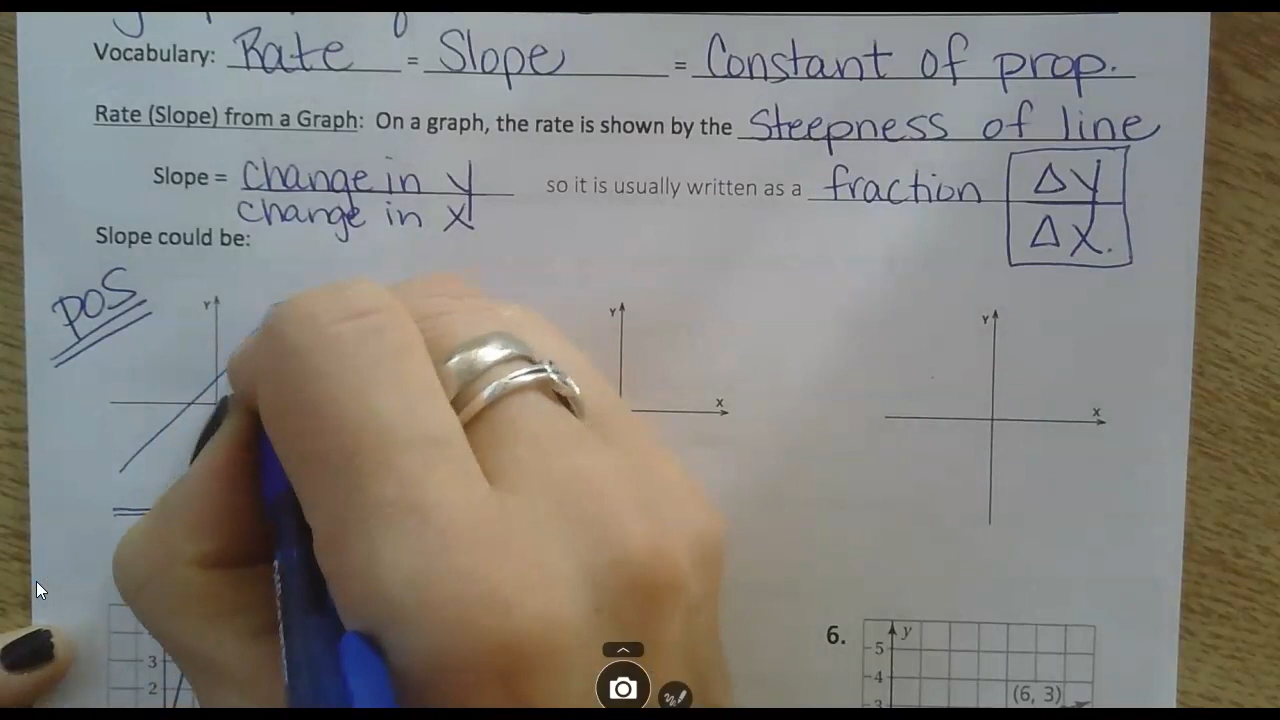 Vocabulary: Rate = Slope = Constant of prop.
Rate (Slope) from a Graph: On a graph, the rate is shown by the Steepness of line
Slope = change in y so it is usually written as a fraction Δy
change in x Δx.
Slope could be:
POS
Y Y X Y X
6. y
5
3 4
2 (6, 3)
3